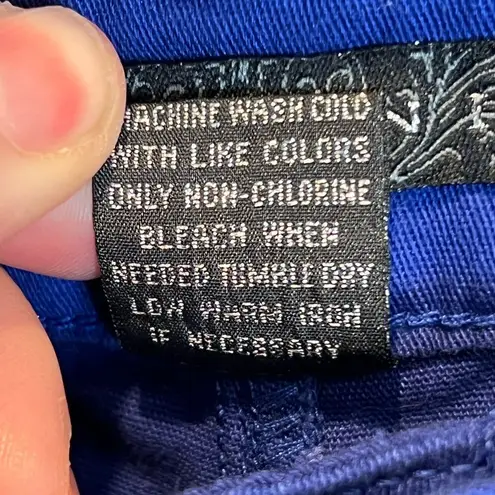 MACHINE WASH COLD
WITH LIKE COLORS
ONLY NON-CHLORINE
BLEACH WHEN
NEEDED TUMBLE DRY
LOW WARM IRON
IF NECESSARY